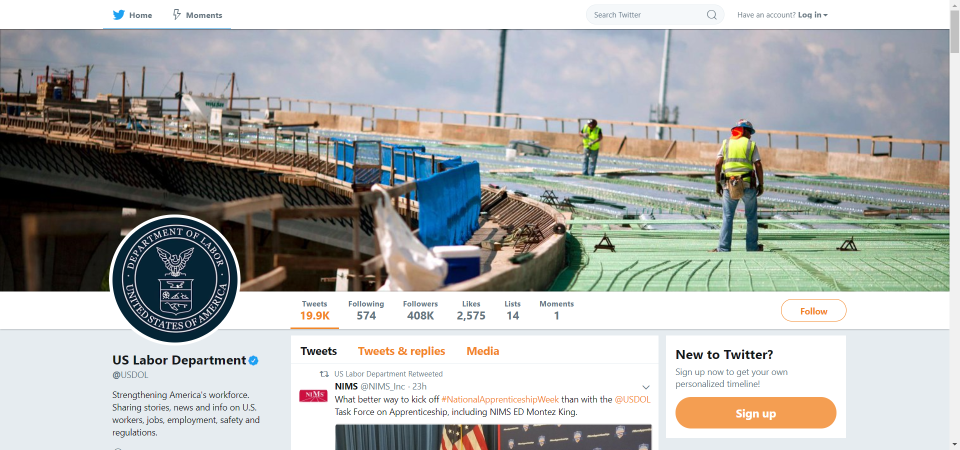 Home
Moments
Search Twitter
Have an account? Log in
DEPARTMENT OF LABOR
UNITED STATES OF AMERICA
Tweets
19.9K
Following
574
Followers
408K
Likes
2,575
Lists
14
Moments
1
Follow
US Labor Department
@USDOL
Strengthening America's workforce.
Sharing stories, news and info on U.S.
workers, jobs, employment, safety and
regulations.
Tweets
Tweets & replies
Media
US Labor Department Retweeted
NIMS
NIMS @NIMS_Inc · 23h
What better way to kick off #NationalApprenticeshipWeek than with the @USDOL
Task Force on Apprenticeship, including NIMS ED Montez King.
New to Twitter?
Sign up now to get your own
personalized timeline!
Sign up